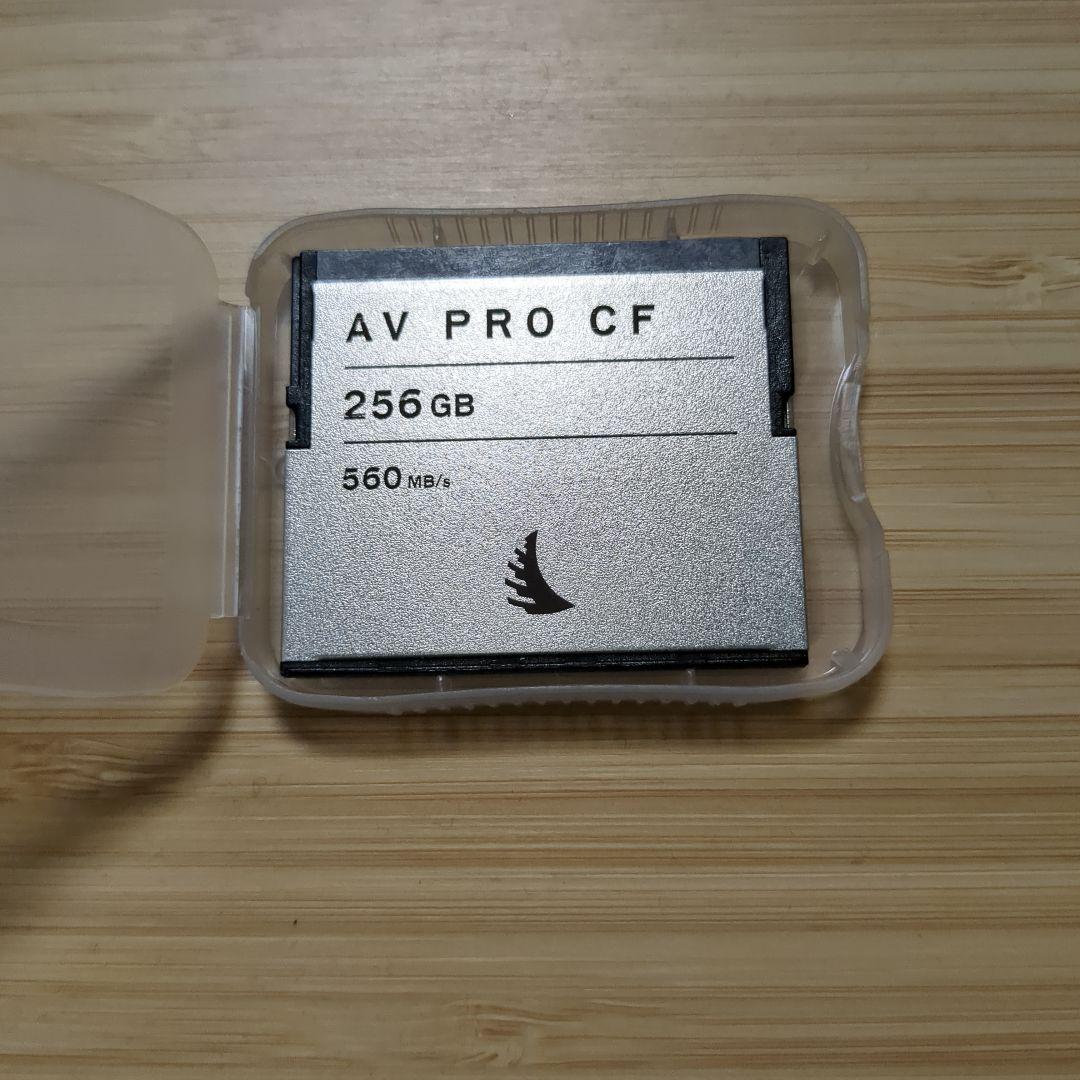 AV PRO CF
256 GB
560 MB/s